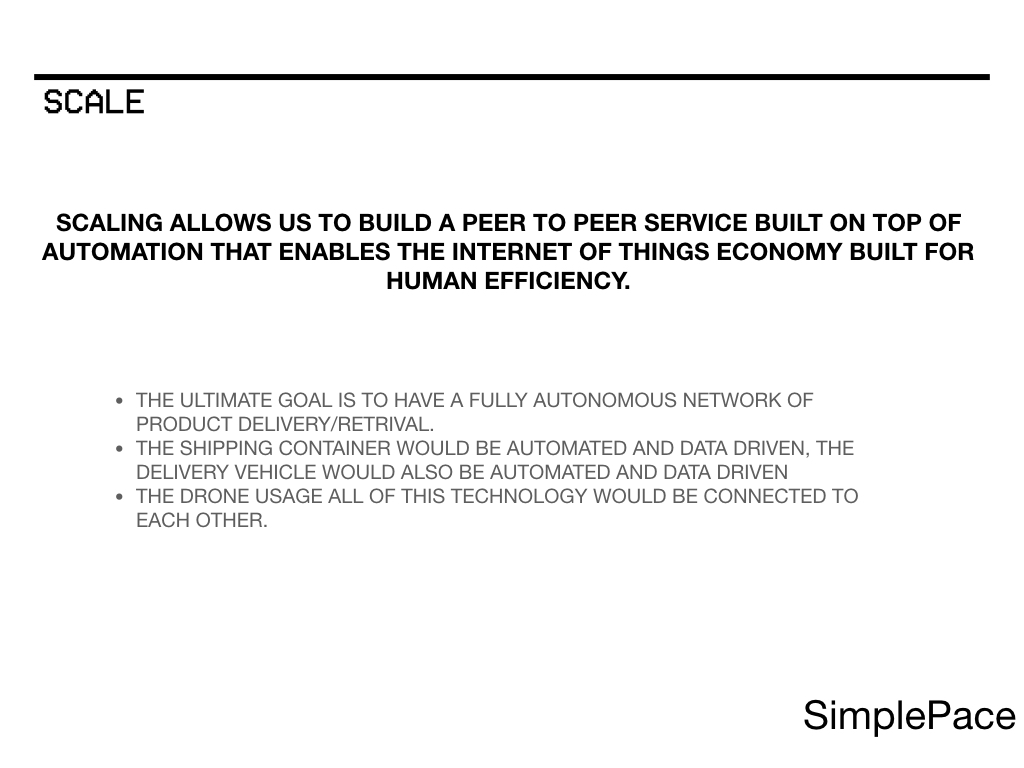 SCALE
SCALING ALLOWS US TO BUILD A PEER TO PEER SERVICE BUILT ON TOP OF
AUTOMATION THAT ENABLES THE INTERNET OF THINGS ECONOMY BUILT FOR
HUMAN EFFICIENCY.
• THE ULTIMATE GOAL IS TO HAVE A FULLY AUTONOMOUS NETWORK OF
PRODUCT DELIVERY/RETRIVAL.
• THE SHIPPING CONTAINER WOULD BE AUTOMATED AND DATA DRIVEN, THE
DELIVERY VEHICLE WOULD ALSO BE AUTOMATED AND DATA DRIVEN
• THE DRONE USAGE ALL OF THIS TECHNOLOGY WOULD BE CONNECTED TO
EACH OTHER.
SimplePace